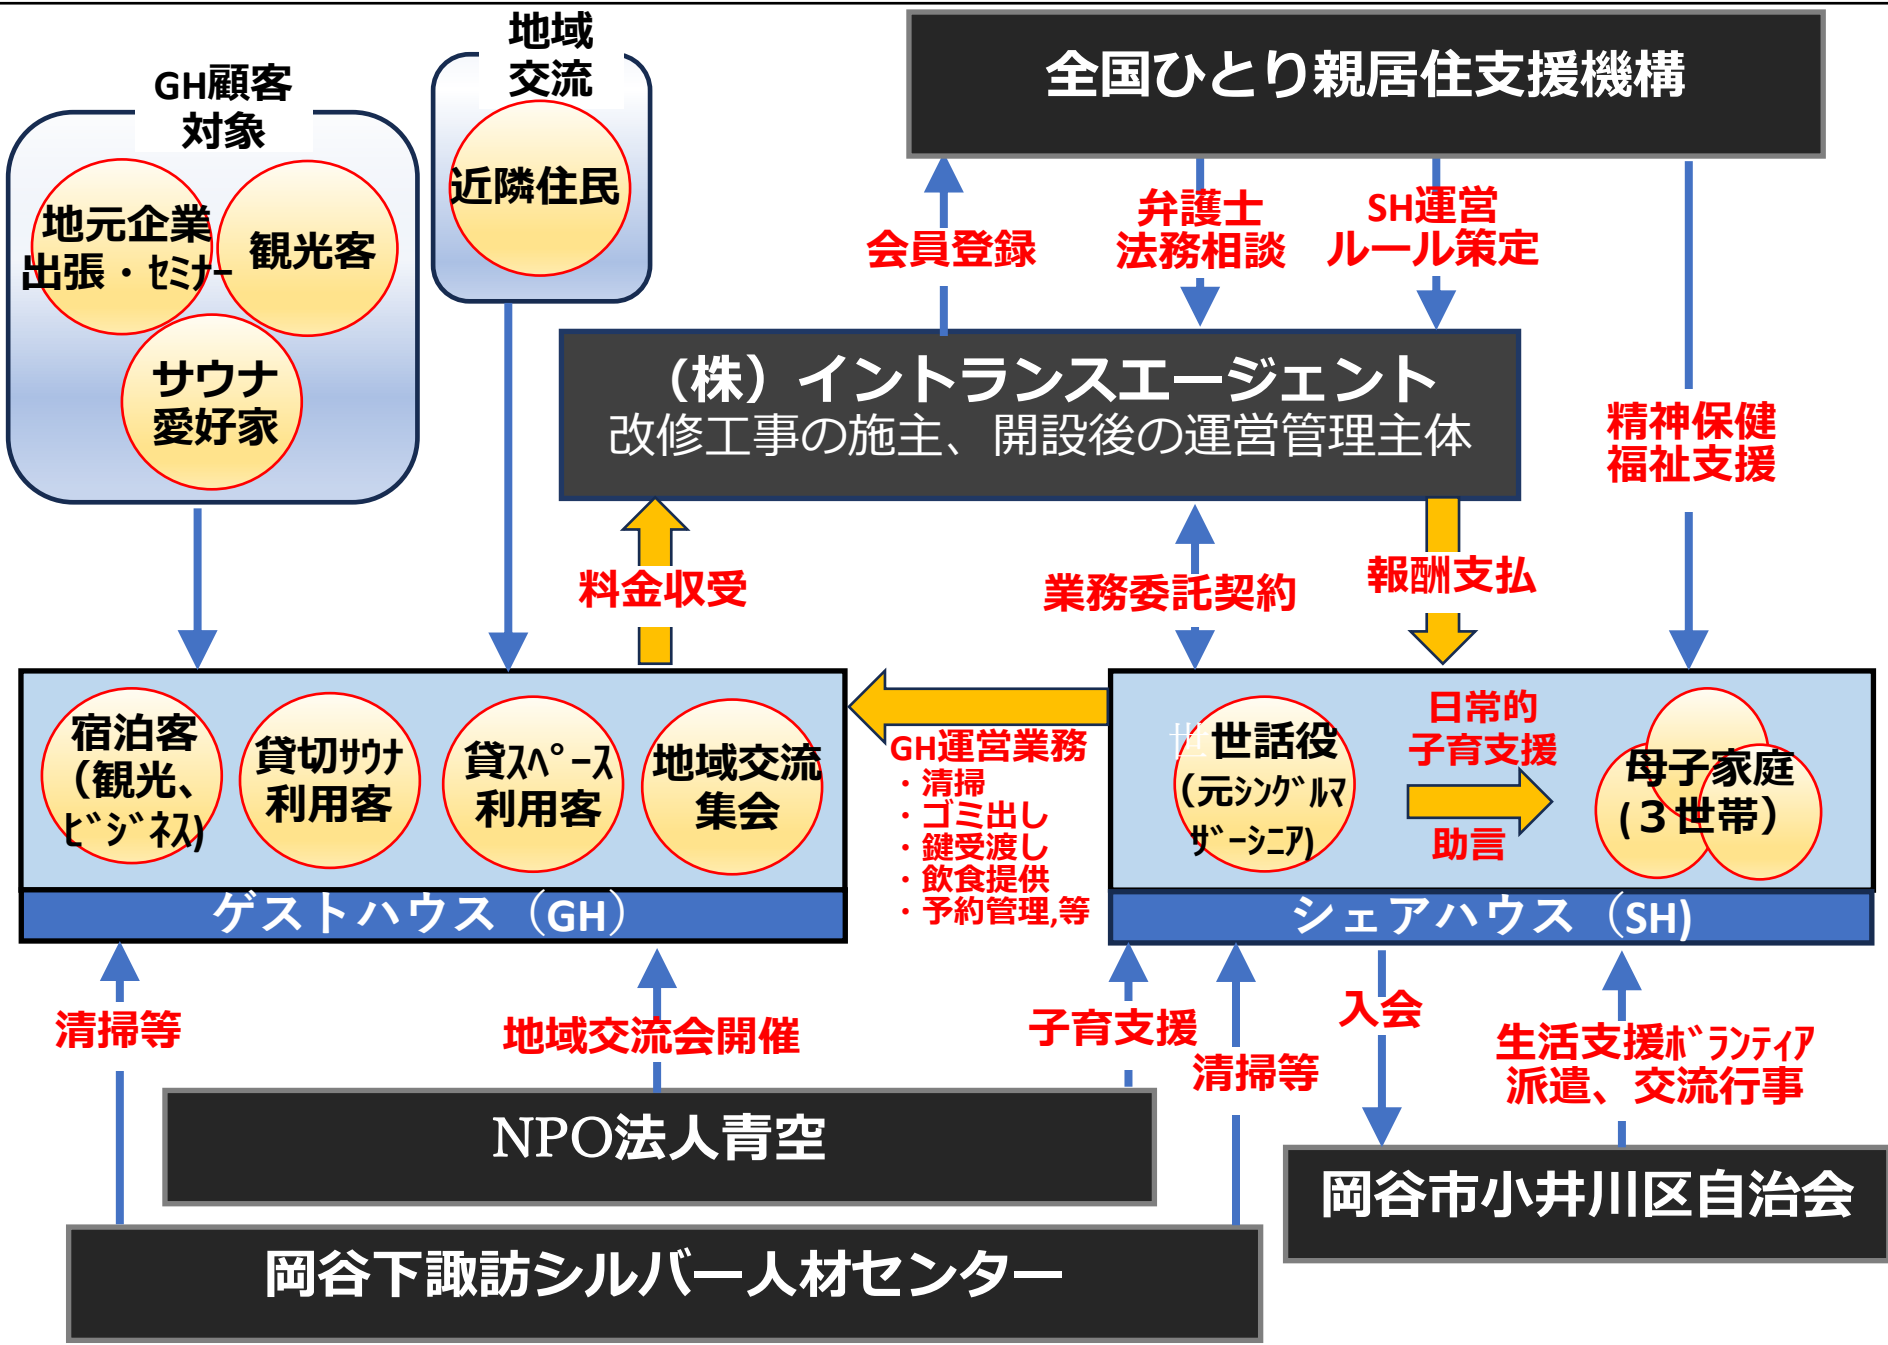 地域
交流
近隣住民
GH顧客
対象
地元企業
出張・ｾﾐﾅｰ
観光客
サウナ
愛好家
全国ひとり親居住支援機構
会員登録
弁護士
法務相談
SH運営
ルール策定
精神保健
福祉支援
（株）イントランスエージェント
改修工事の施主、開設後の運営管理主体
料金収受
業務委託契約
報酬支払
宿泊客
（観光、
ﾋﾞｼﾞﾈｽ)
貸切ｻｳﾅ
利用客
貸ｽﾍﾟｰｽ
利用客
地域交流
集会
ゲストハウス（GH）
GH運営業務
・清掃
・ゴミ出し
・鍵受渡し
・飲食提供
・予約管理,等
世世話役
（元ｼﾝｸﾞﾙﾏ
ｻﾞｰｼﾆｱ)
日常的
子育支援
助言
母子家庭
(３世帯）
シェアハウス（SH)
清掃等
地域交流会開催
子育支援
清掃等
入会
生活支援ﾎﾞﾗﾝﾃｨｱ
派遣、交流行事
NPO法人青空
岡谷市小井川区自治会
岡谷下諏訪シルバー人材センター